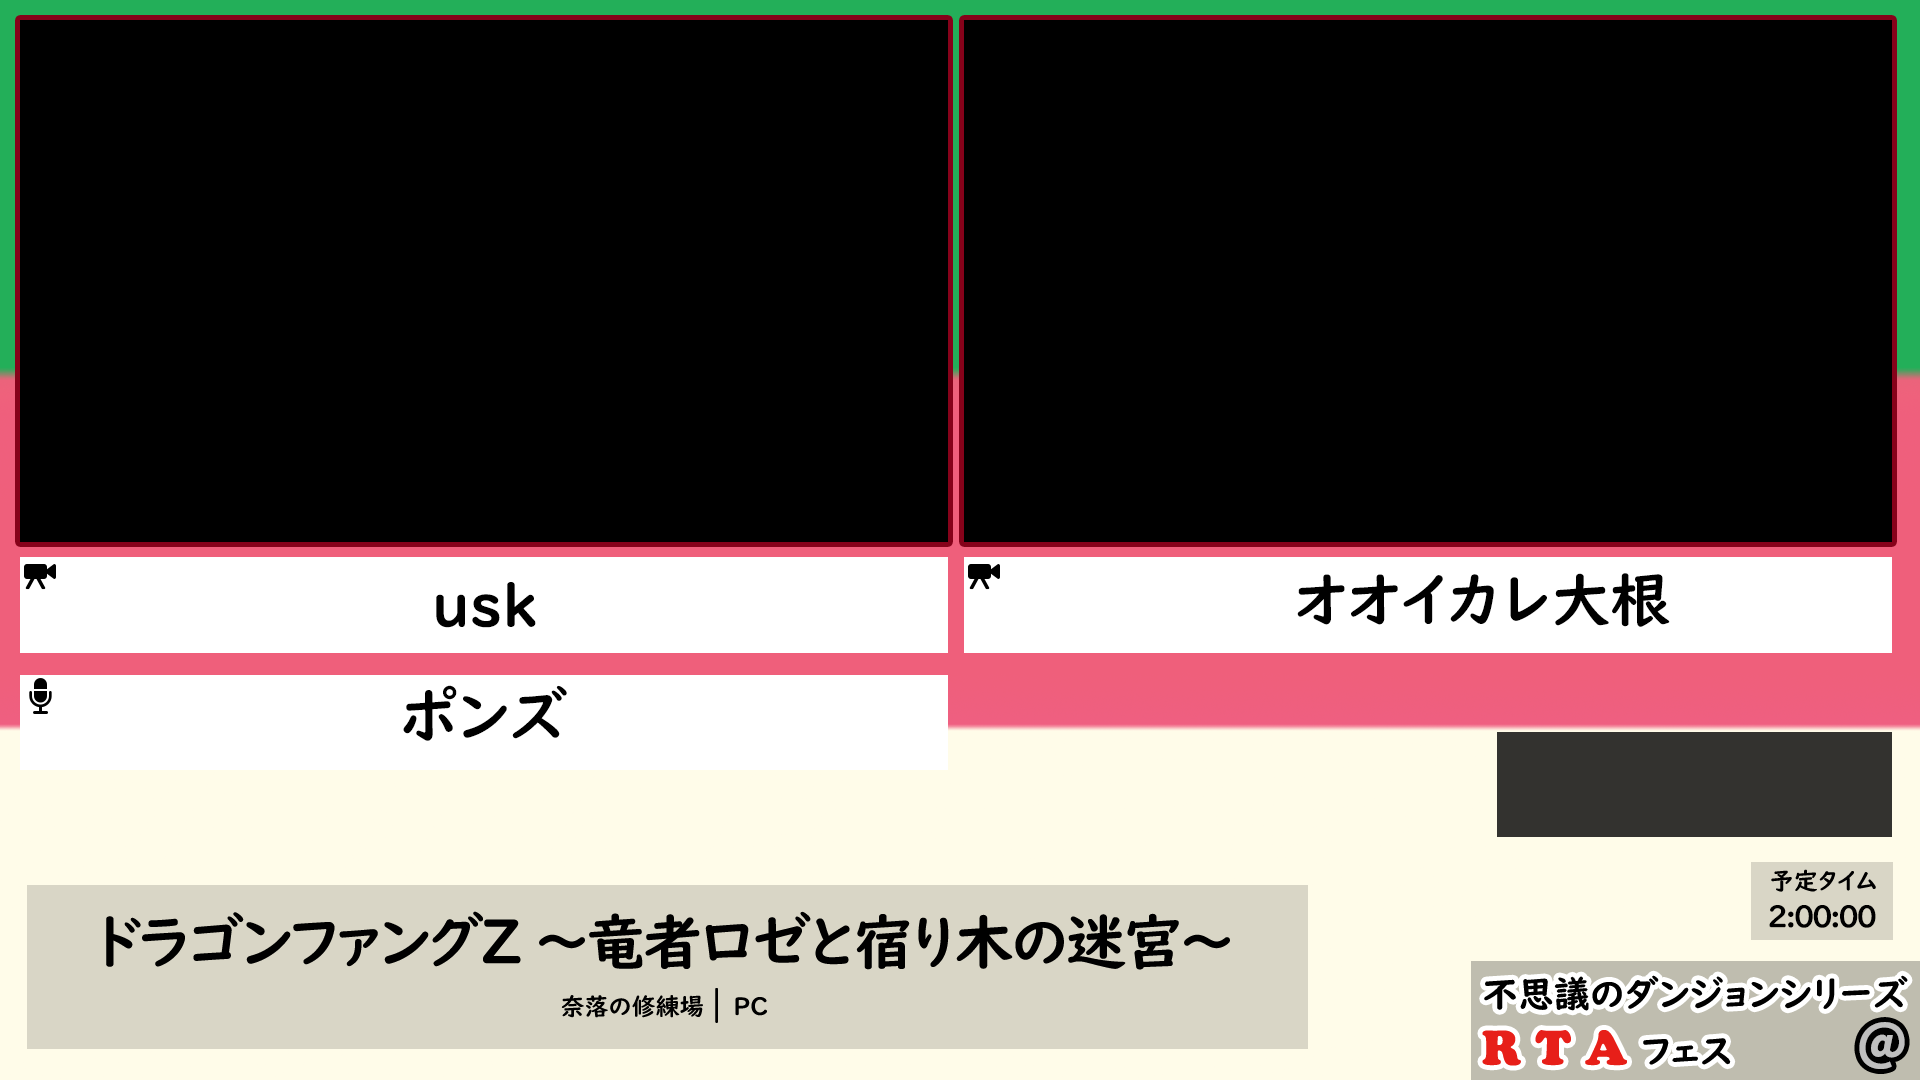 usk
オオイカレ大根
ポンズ
ドラゴンファングZ ～竜者ロゼと宿り木の迷宮～
奈落の修練場 | PC
予定タイム
2:00:00
不思議のダンジョンシリーズ
RTAフェス@